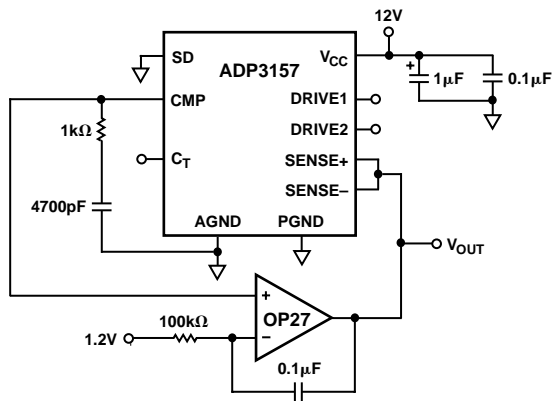 12V
SD
ADP3157
VCC
1µF
0.1µF
CMP
DRIVE1
1kΩ
DRIVE2
CT
SENSE+
SENSE–
4700pF
AGND
PGND
VOUT
+
OP27
100kΩ
1.2V
–
0.1µF